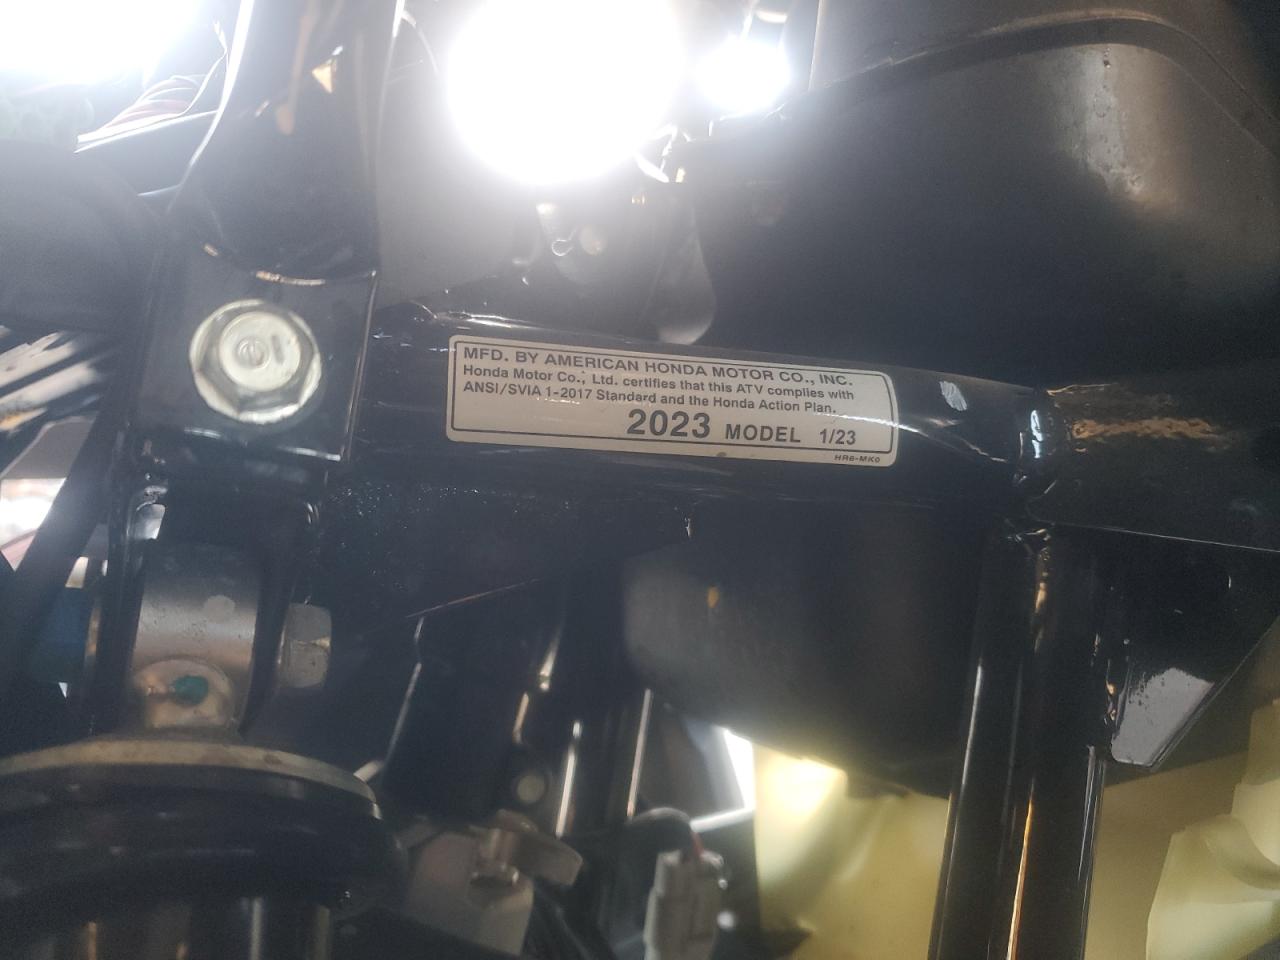 MFD. BY AMERICAN HONDA MOTOR CO., INC.
Honda Motor Co., Ltd. certifies that this ATV complies with
ANSI/SVIA 1-2017 Standard and the Honda Action Plan.
2023 MODEL 1/23
HR6-MK0